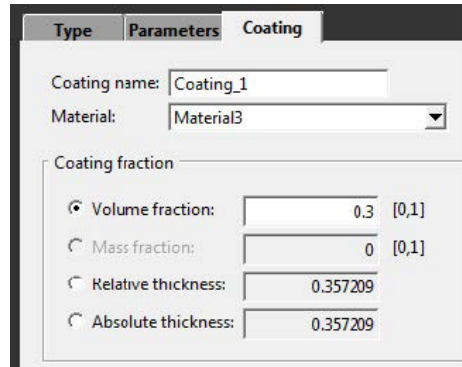 Type Parameters Coating
Coating name: Coating_1
Material: Material3
Coating fraction
Volume fraction: 0.3 [0,1]
Mass fraction: 0 [0,1]
Relative thickness: 0.357209
Absolute thickness: 0.357209